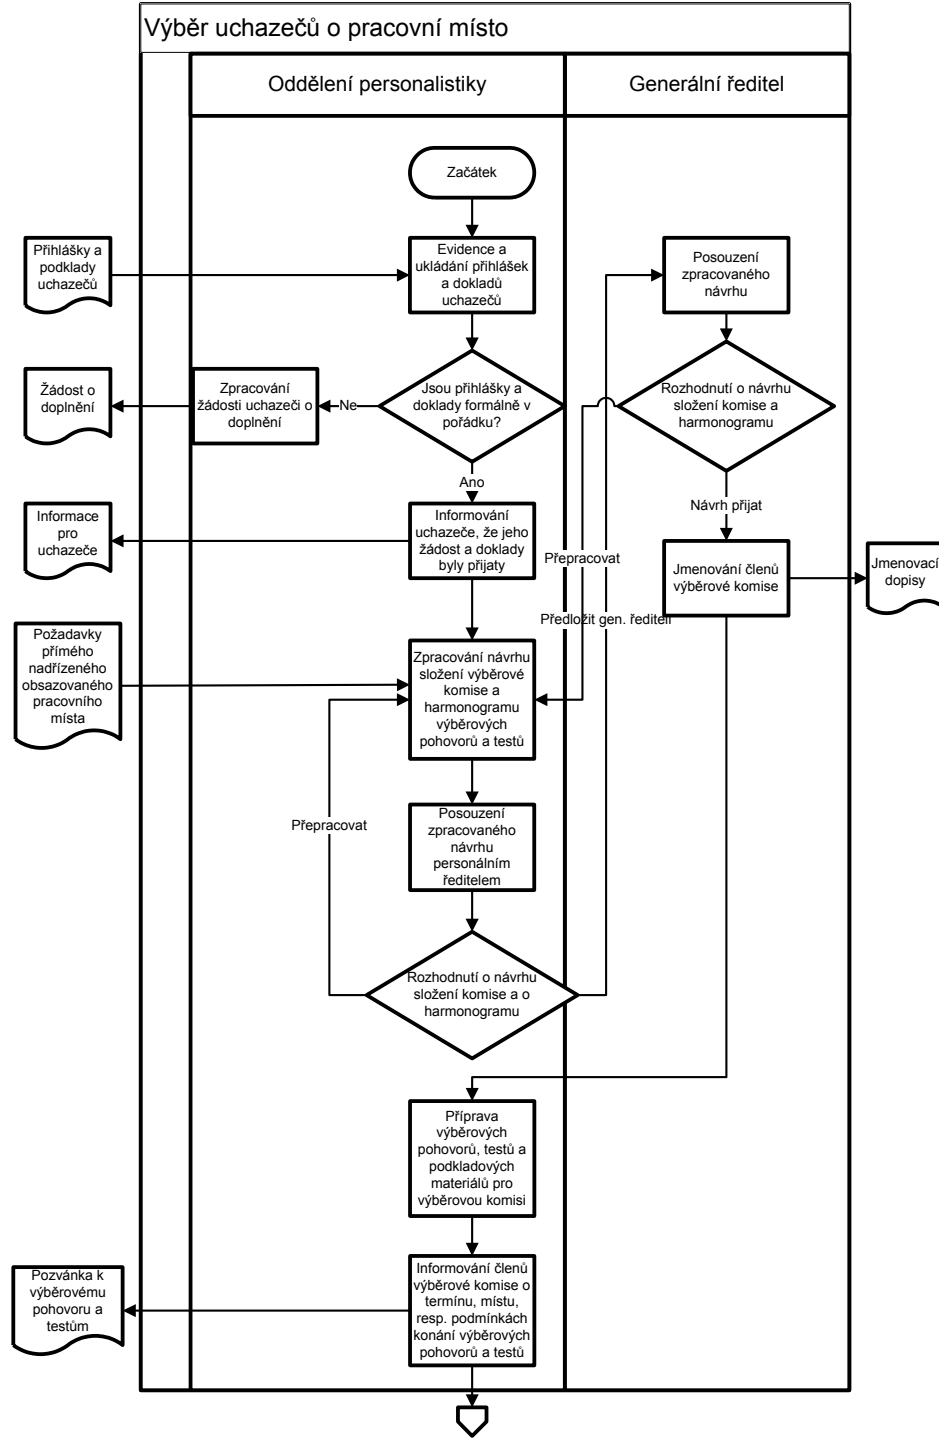 Výběr uchazečů o pracovní místo
Oddělení personalistiky
Generální ředitel
Začátek
Přihlášky a
podklady
uchazečů
Evidence a
ukládání přihlášek
a dokladů
uchazečů
Posouzení
zpracovaného
návrhu
Žádost o
doplnění
Zpracování
žádosti uchazeči o
doplnění
Ne
Jsou přihlášky a
doklady formálně v
pořádku?
Rozhodnutí o návrhu
složení komise a
harmonogramu
Ano
Návrh přijat
Informace
pro
uchazeče
Informování
uchazeče, že jeho
žádost a doklady
byly přijaty
Přepracovat
Jmenování členů
výběrové komise
Jmenovací
dopisy
Předložit gen. řediteli
Požadavky
přímého
nadřízeného
obsazovaného
pracovního
místa
Zpracování návrhu
složení výběrové
komise a
harmonogramu
výběrových
pohovorů a testů
Přepracovat
Posouzení
zpracovaného
návrhu
personálním
ředitelem
Rozhodnutí o návrhu
složení komise a o
harmonogramu
Příprava
výběrových
pohovorů, testů a
podkladových
materiálů pro
výběrovou komisi
Pozvánka k
výběrovému
pohovoru a
testům
Informování členů
výběrové komise o
termínu, místu,
resp. podmínkách
konání výběrových
pohovorů a testů